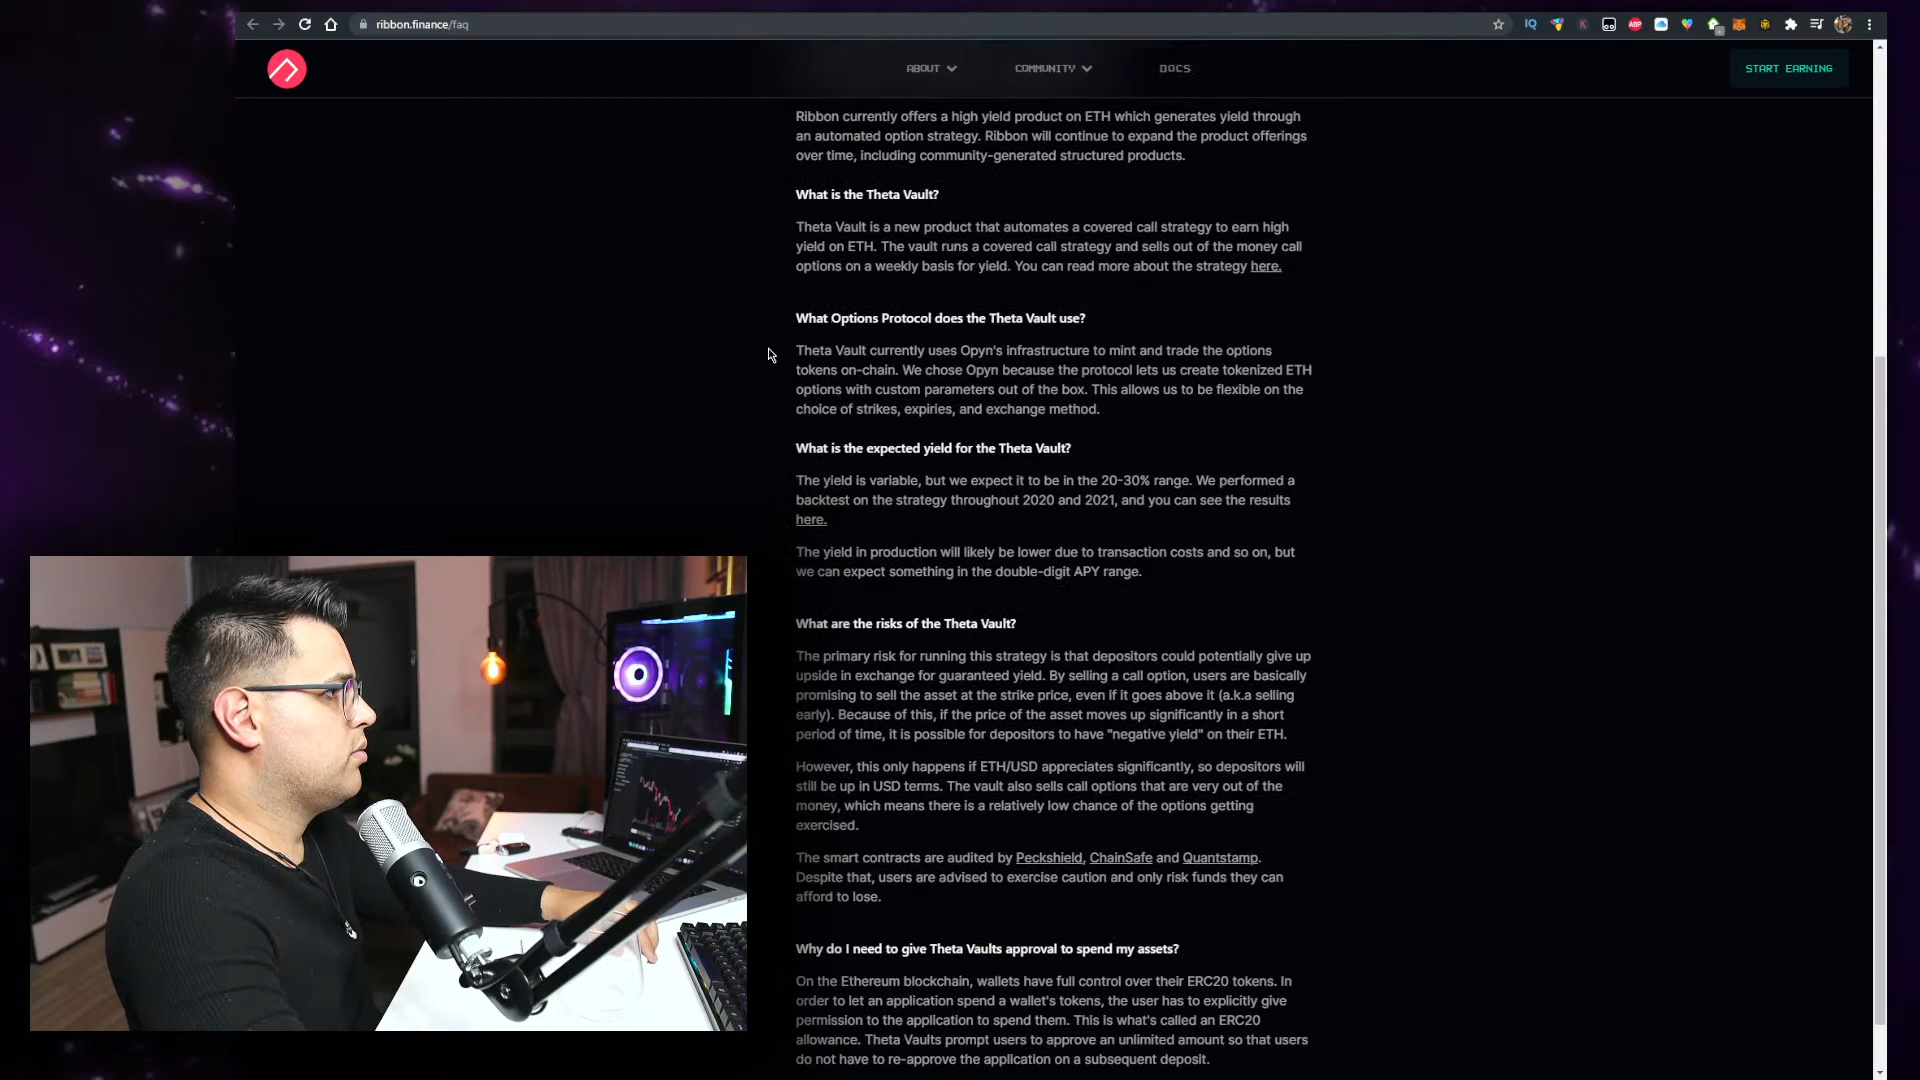 ribbon.finance/faq
ABOUT
COMMUNITY
DOCS
START EARNING
Ribbon currently offers a high yield product on ETH which generates yield through
an automated option strategy. Ribbon will continue to expand the product offerings
over time, including community-generated structured products.
What is the Theta Vault?
Theta Vault is a new product that automates a covered call strategy to earn high
yield on ETH. The vault runs a covered call strategy and sells out of the money call
options on a weekly basis for yield. You can read more about the strategy here.
What Options Protocol does the Theta Vault use?
Theta Vault currently uses Opyn's infrastructure to mint and trade the options
tokens on-chain. We chose Opyn because the protocol lets us create tokenized ETH
options with custom parameters out of the box. This allows us to be flexible on the
choice of strikes, expiries, and exchange method.
What is the expected yield for the Theta Vault?
The yield is variable, but we expect it to be in the 20-30% range. We performed a
backtest on the strategy throughout 2020 and 2021, and you can see the results
here.
The yield in production will likely be lower due to transaction costs and so on, but
we can expect something in the double-digit APY range.
What are the risks of the Theta Vault?
The primary risk for running this strategy is that depositors could potentially give up
upside in exchange for guaranteed yield. By selling a call option, users are basically
promising to sell the asset at the strike price, even if it goes above it (a.k.a selling
early). Because of this, if the price of the asset moves up significantly in a short
period of time, it is possible for depositors to have "negative yield" on their ETH.
However, this only happens if ETH/USD appreciates significantly, so depositors will
still be up in USD terms. The vault also sells call options that are very out of the
money, which means there is a relatively low chance of the options getting
exercised.
The smart contracts are audited by Peckshield, ChainSafe and Quantstamp.
Despite that, users are advised to exercise caution and only risk funds they can
afford to lose.
Why do I need to give Theta Vaults approval to spend my assets?
On the Ethereum blockchain, wallets have full control over their ERC20 tokens. In
order to let an application spend a wallet's tokens, the user has to explicitly give
permission to the application to spend them. This is what's called an ERC20
allowance. Theta Vaults prompt users to approve an unlimited amount so that users
do not have to re-approve the application on a subsequent deposit.